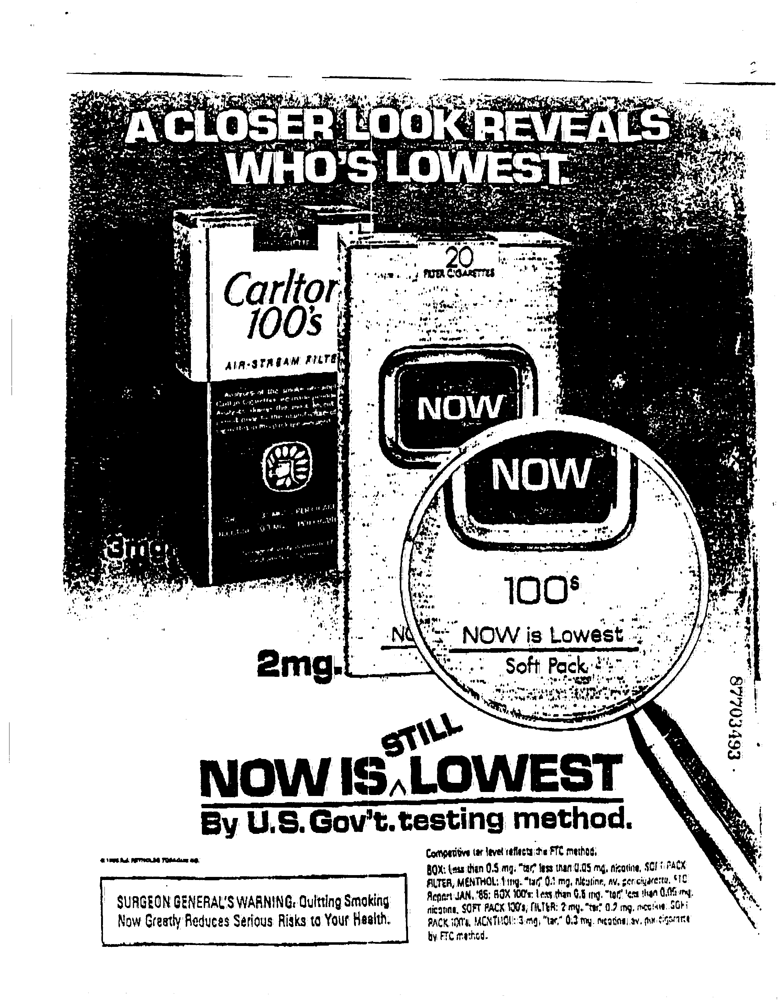 A CLOSER LOOK REVEALS
WHO'S LOWEST.
Carlton
100's
AIR-STREAM FILTE
3mg.
20
FILTER CIGARETTES
NOW
NOW
100s
NOW is Lowest
Soft Pack
2mg.
87703493
STILL
NOW IS ^ LOWEST
By U.S. Gov't. testing method.
Competitive tar level reflects the FTC method.
BOX: Less than 0.5 mg. "tar," less than 0.05 mg. nicotine, SOFT PACK
FILTER, MENTHOL: 1 mg. "tar," 0.1 mg. nicotine, av. per cigarette, FTC
Report JAN. '85; BOX 100's: Less than 0.5 mg. "tar," less than 0.05 mg.
nicotine, SOFT PACK 100's, FILTER: 2 mg. "tar," 0.2 mg. nicotine, SOFT
PACK 100's, MENTHOL: 3 mg. "tar," 0.3 mg. nicotine, av. per cigarette
by FTC method.
R.J. REYNOLDS TOBACCO CO.
SURGEON GENERAL'S WARNING: Quitting Smoking
Now Greatly Reduces Serious Risks to Your Health.